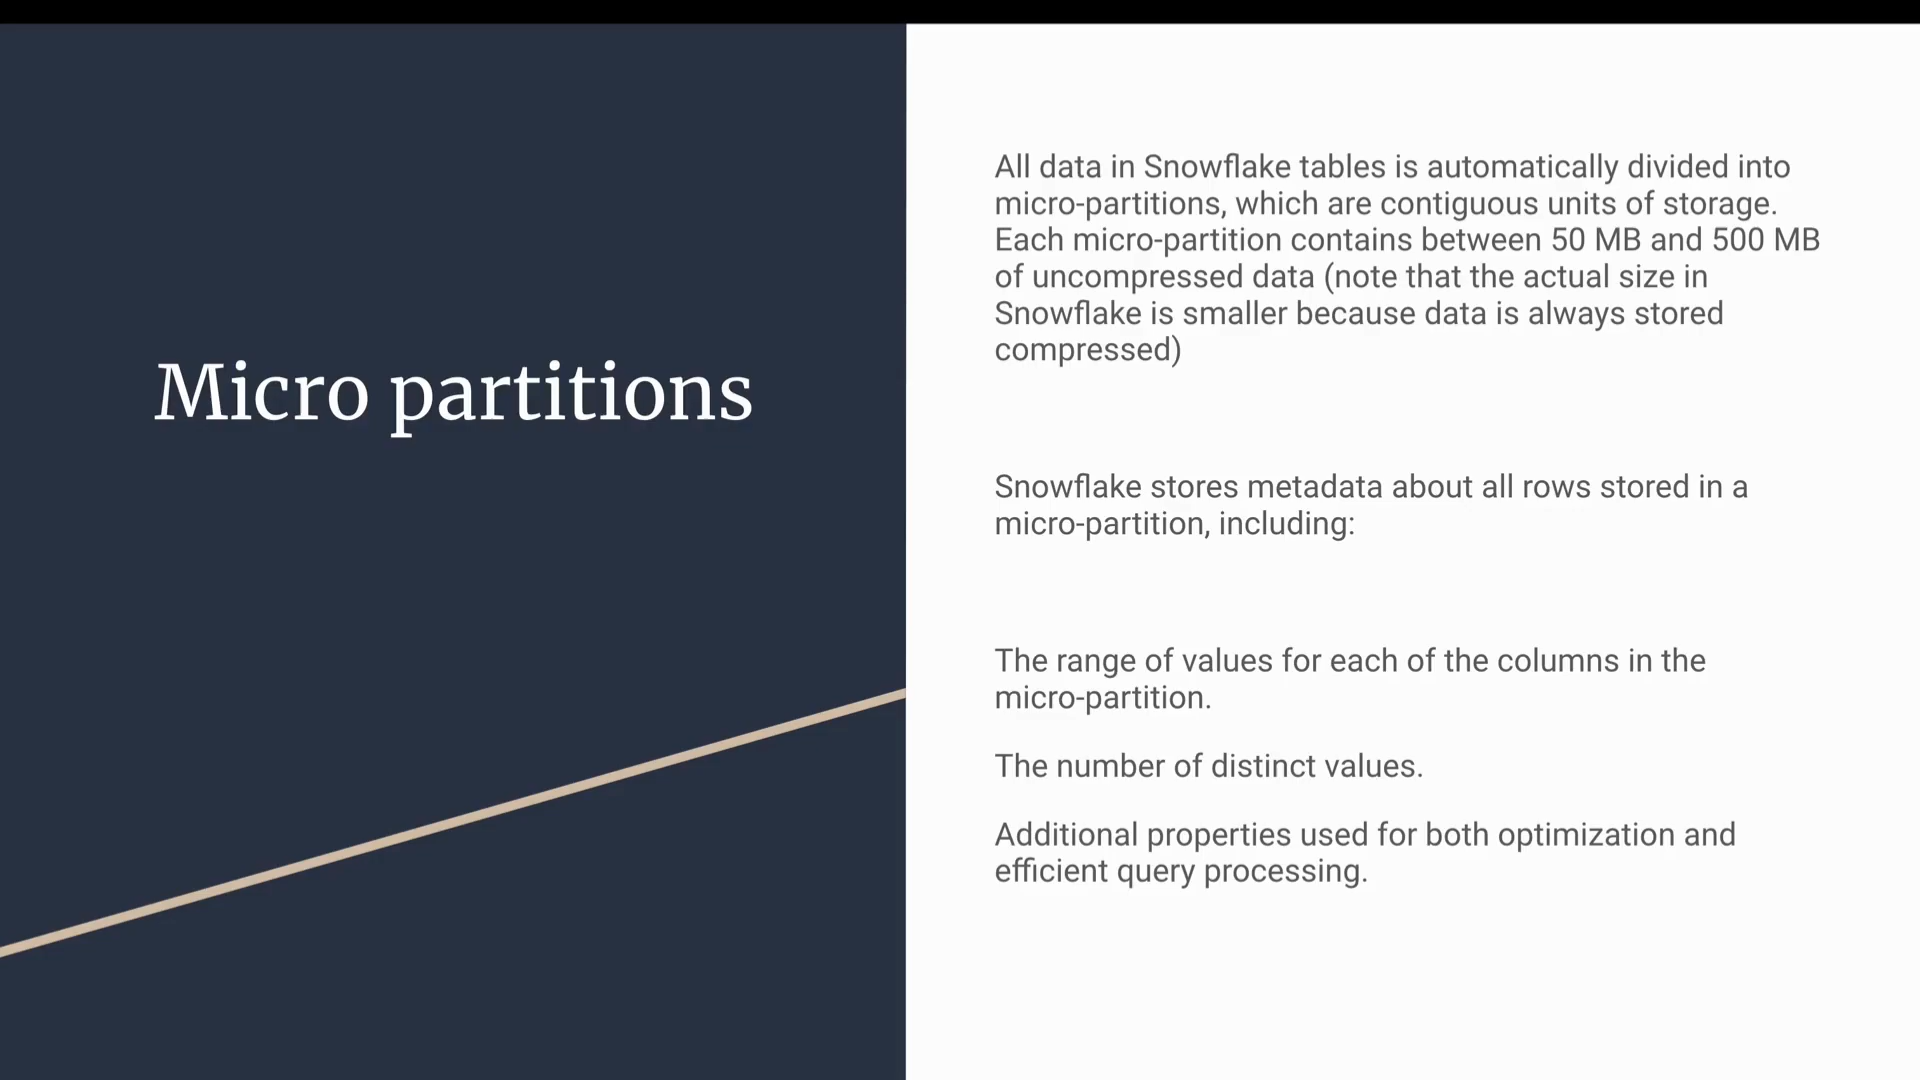 Micro partitions
All data in Snowflake tables is automatically divided into
micro-partitions, which are contiguous units of storage.
Each micro-partition contains between 50 MB and 500 MB
of uncompressed data (note that the actual size in
Snowflake is smaller because data is always stored
compressed)
Snowflake stores metadata about all rows stored in a
micro-partition, including:
The range of values for each of the columns in the
micro-partition.
The number of distinct values.
Additional properties used for both optimization and
efficient query processing.